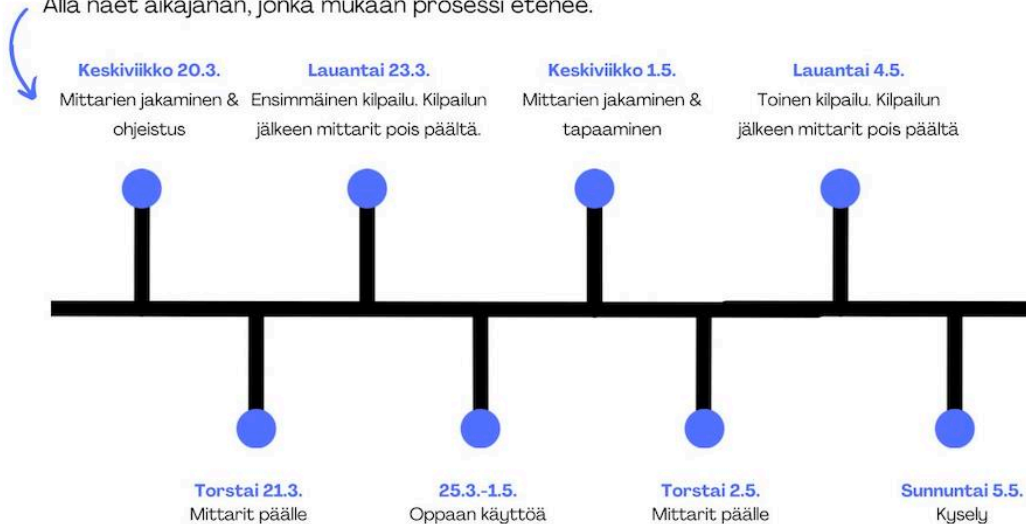 Alla näet aikajanan, jonka mukaan prosessi etenee.
Keskiviikko 20.3.
Mittarien jakaminen &
ohjeistus
Lauantai 23.3.
Ensimmäinen kilpailu. Kilpailun
jälkeen mittarit pois päältä.
Keskiviikko 1.5.
Mittarien jakaminen &
tapaaminen
Lauantai 4.5.
Toinen kilpailu. Kilpailun
jälkeen mittarit pois päältä
Torstai 21.3.
Mittarit päälle
25.3.-1.5.
Oppaan käyttöä
Torstai 2.5.
Mittarit päälle
Sunnuntai 5.5.
Kysely